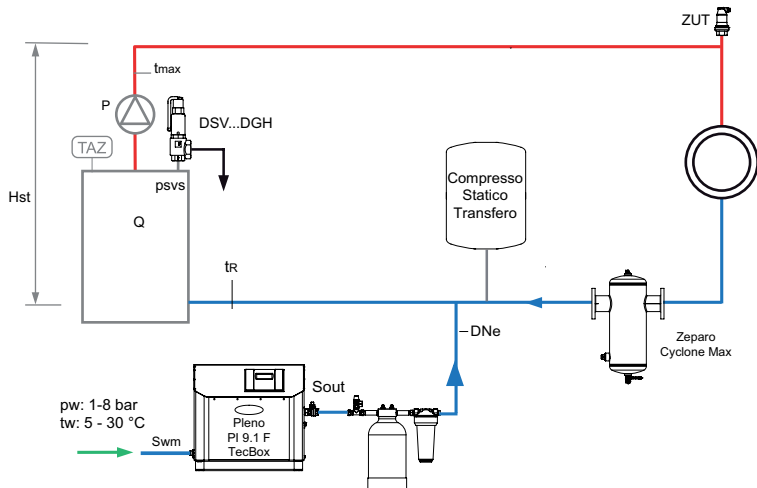 ZUT
tmax
P
DSV...DGH
TAZ
psvs
Hst
Q
Compresso
Statico
Transfero
tR
DNe
Zeparo
Cyclone Max
Sout
pw: 1-8 bar
tw: 5 - 30 °C
Swm
Pleno
PI 9.1 F
TecBox